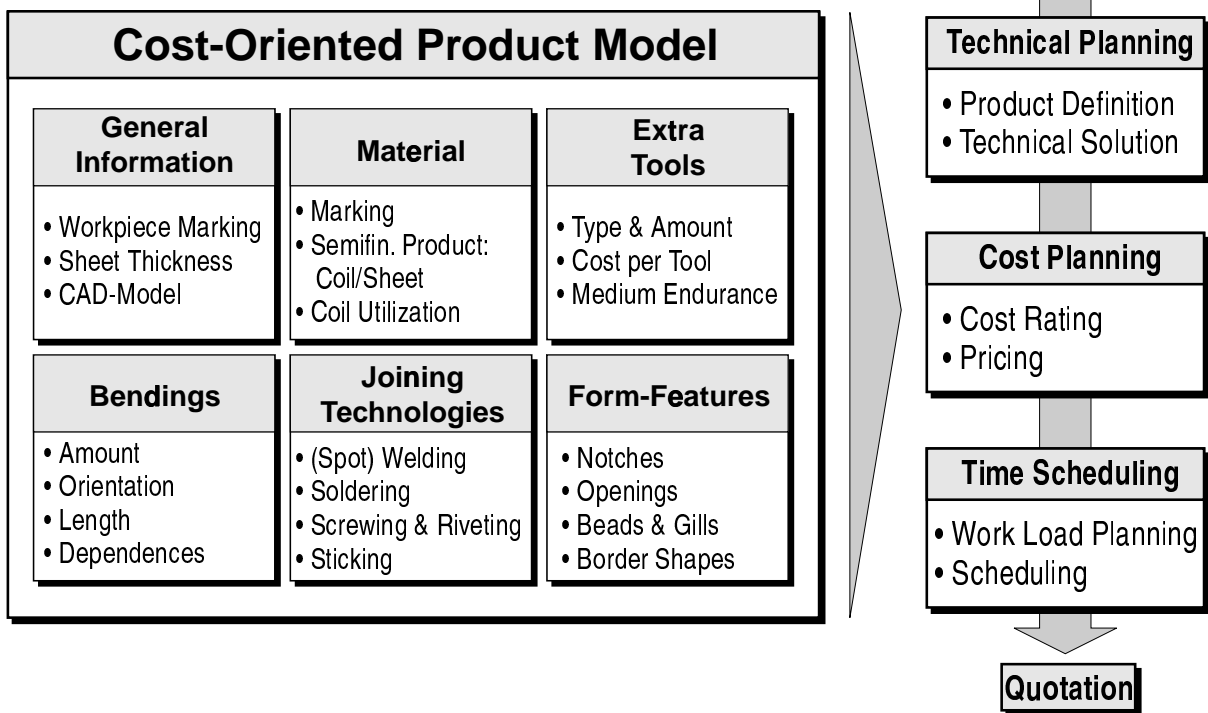 Cost-Oriented Product Model
General
Information
• Workpiece Marking
• Sheet Thickness
• CAD-Model
Material
• Marking
• Semifin. Product:
Coil/Sheet
• Coil Utilization
Extra
Tools
• Type & Amount
• Cost per Tool
• Medium Endurance
Bendings
• Amount
• Orientation
• Length
• Dependences
Joining
Technologies
• (Spot) Welding
• Soldering
• Screwing & Riveting
• Sticking
Form-Features
• Notches
• Openings
• Beads & Gills
• Border Shapes
Technical Planning
• Product Definition
• Technical Solution
Cost Planning
• Cost Rating
• Pricing
Time Scheduling
• Work Load Planning
• Scheduling
Quotation